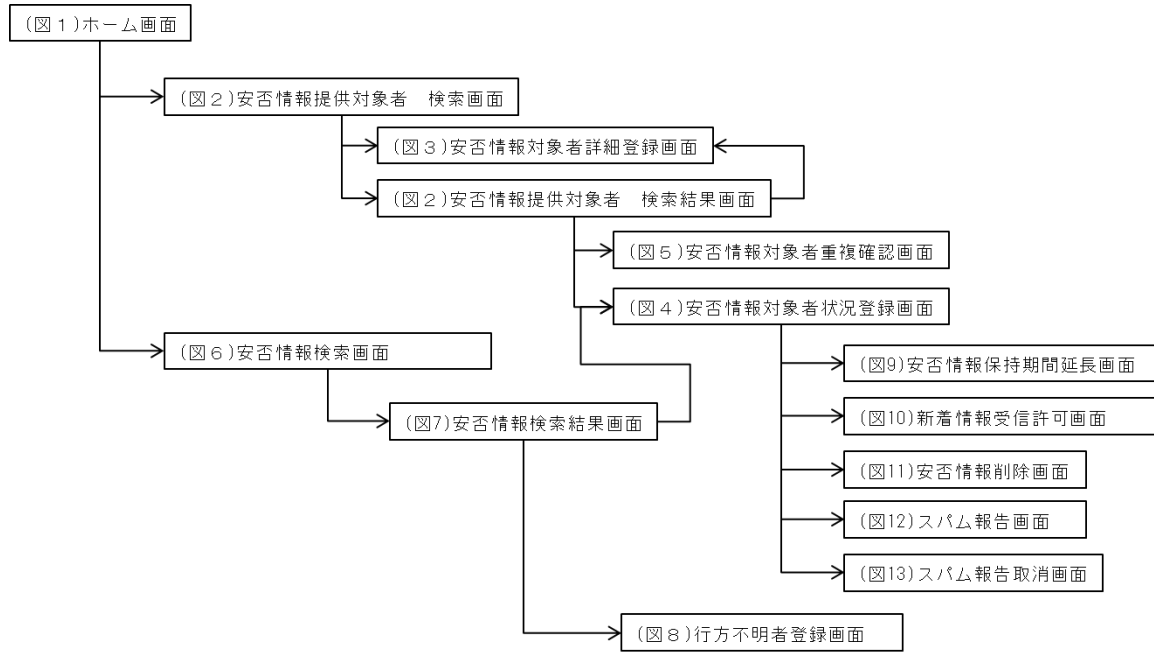 (図１)ホーム画面
(図２)安否情報提供対象者　検索画面
(図３)安否情報対象者詳細登録画面
(図２)安否情報提供対象者　検索結果画面
(図５)安否情報対象者重複確認画面
(図４)安否情報対象者状況登録画面
(図６)安否情報検索画面
(図9)安否情報保持期間延長画面
(図7)安否情報検索結果画面
(図10)新着情報受信許可画面
(図11)安否情報削除画面
(図12)スパム報告画面
(図13)スパム報告取消画面
(図８)行方不明者登録画面